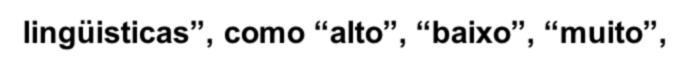 lingüisticas”, como “alto”, “baixo”, “muito”,